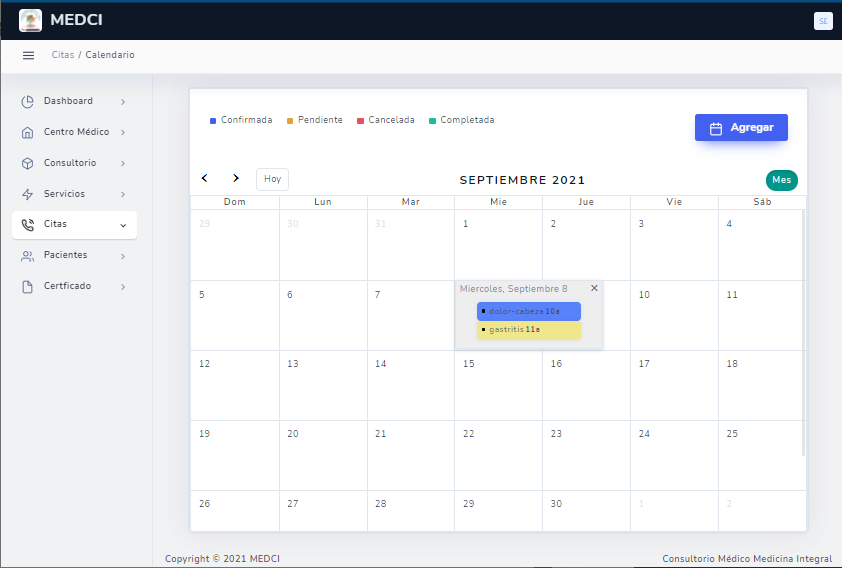 MEDCI
SE
Citas / Calendario
Dashboard
Centro Médico
Consultorio
Servicios
Citas
Pacientes
Certficado
Confirmada Pendiente Cancelada Completada
Agregar
Hoy
SEPTIEMBRE 2021
Mes
Dom Lun Mar Mie Jue Vie Sáb
29 30 31 1 2 3 4
5 6 7 10 11
Miercoles, Septiembre 8
dolor-cabeza 10a
gastritis 11a
12 13 14 15 16 17 18
19 20 21 22 23 24 25
26 27 28 29 30 1 2
Copyright © 2021 MEDCI
Consultorio Médico Medicina Integral